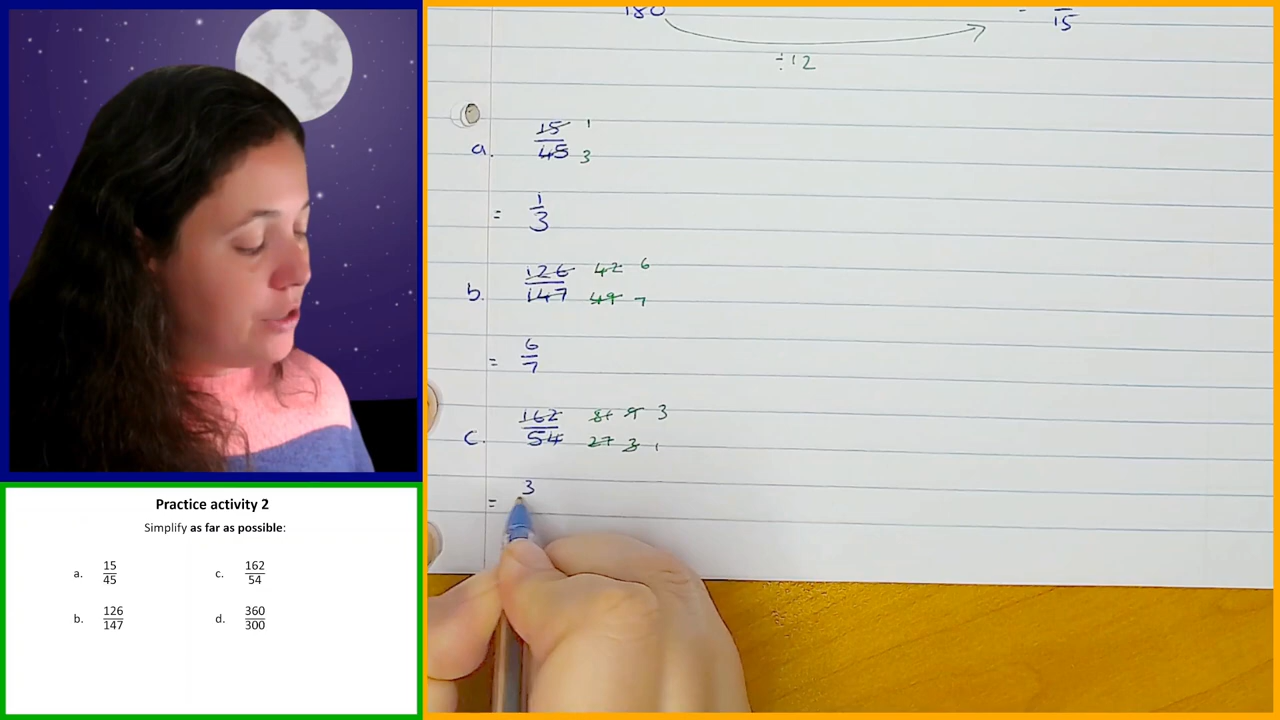 180
= 
15
÷12
a. 15/45 1 3
= 1/3
b. 126/147 42 6 49 7
= 6/7
c. 162/54 81 9 3 27 3 1
= 3
Practice activity 2
Simplify as far as possible:
a. 15/45
c. 162/54
b. 126/147
d. 360/300